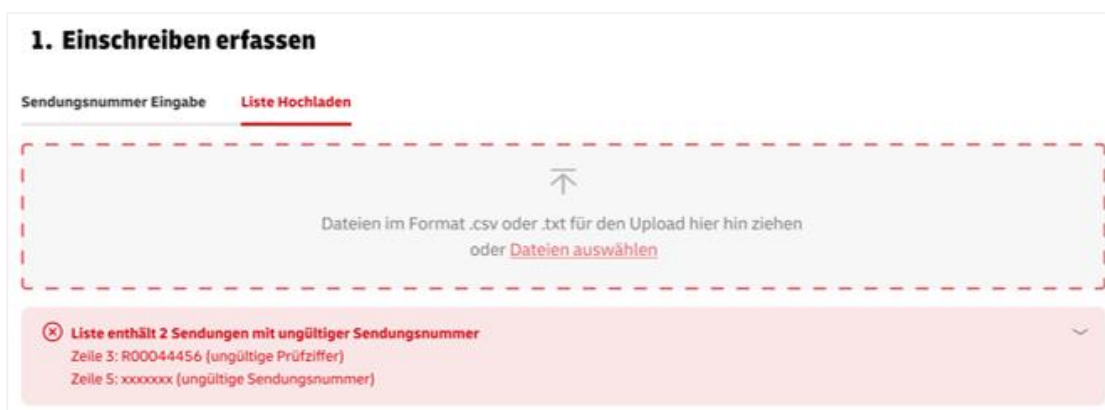 1. Einschreiben erfassen
Sendungsnummer Eingabe Liste Hochladen
Dateien im Format .csv oder .txt für den Upload hier hin ziehen
oder Dateien auswählen
Liste enthält 2 Sendungen mit ungültiger Sendungsnummer
Zeile 3: R00044456 (ungültige Prüfziffer)
Zeile 5: xxxxxxx (ungültige Sendungsnummer)